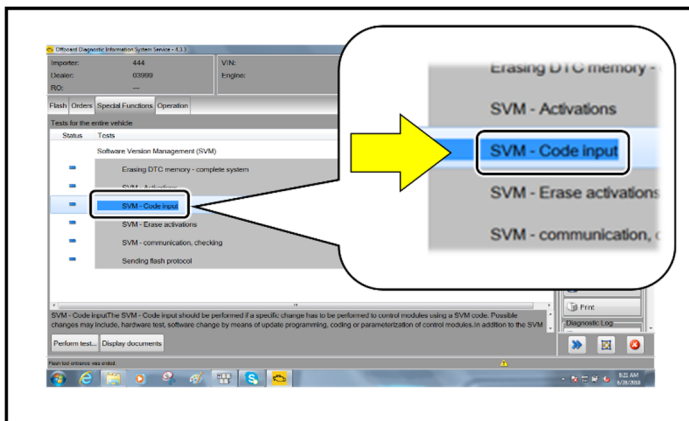 Offboard Diagnostic Information System Service - 4.3.3
Importer: 444 VIN:
Dealer: 03999 Engine:
RO: ---
Flash Orders Special Functions Operation
Tests for the entire vehicle
Status Tests
Software Version Management (SVM)
Erasing DTC memory - complete system
SVM - Activations
SVM - Code input
SVM - Erase activations
SVM - communication, checking
Sending flash protocol
Erasing DTC memory -
SVM - Activations
SVM - Code input
SVM - Erase activations
SVM - communication, c
Print
Diagnostic Log
SVM - Code inputThe SVM - Code input should be performed if a specific change has to be performed to control modules using a SVM code. Possible
changes may include, hardware test, software change by means of update programming, coding or parameterization of control modules.In addition to the SVM
Perform test... Display documents
Flash too entrance was ended.
8:21 AM